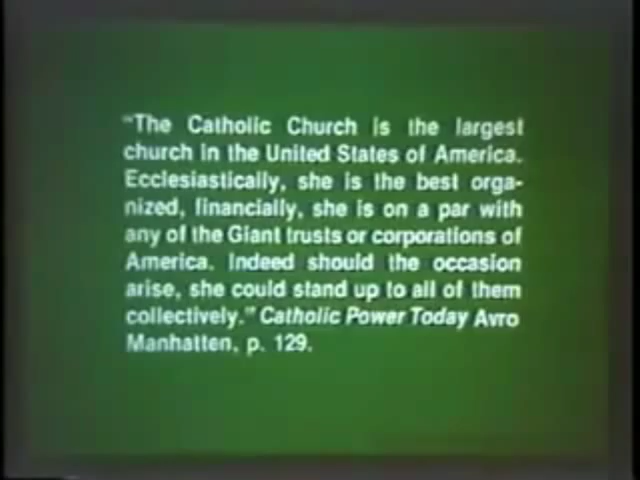 "The Catholic Church is the largest
church in the United States of America.
Ecclesiastically, she is the best orga-
nized, financially, she is on a par with
any of the Giant trusts or corporations of
America. Indeed should the occasion
arise, she could stand up to all of them
collectively." Catholic Power Today Avro
Manhatten, p. 129.